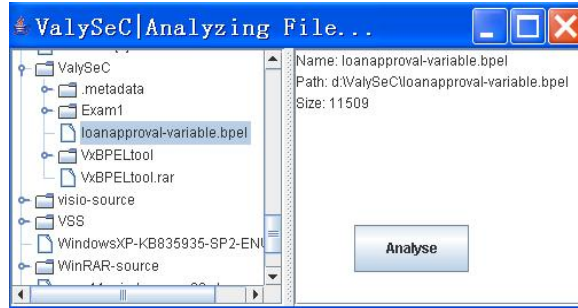 ValySeC|Analyzing File...
ValySeC
.metadata
Exam1
loanapproval-variable.bpel
VxBPELtool
VxBPELtool.rar
visio-source
VSS
WindowsXP-KB835935-SP2-ENU
WinRAR-source
Name: loanapproval-variable.bpel
Path: d:\ValySeC\loanapproval-variable.bpel
Size: 11509
Analyse